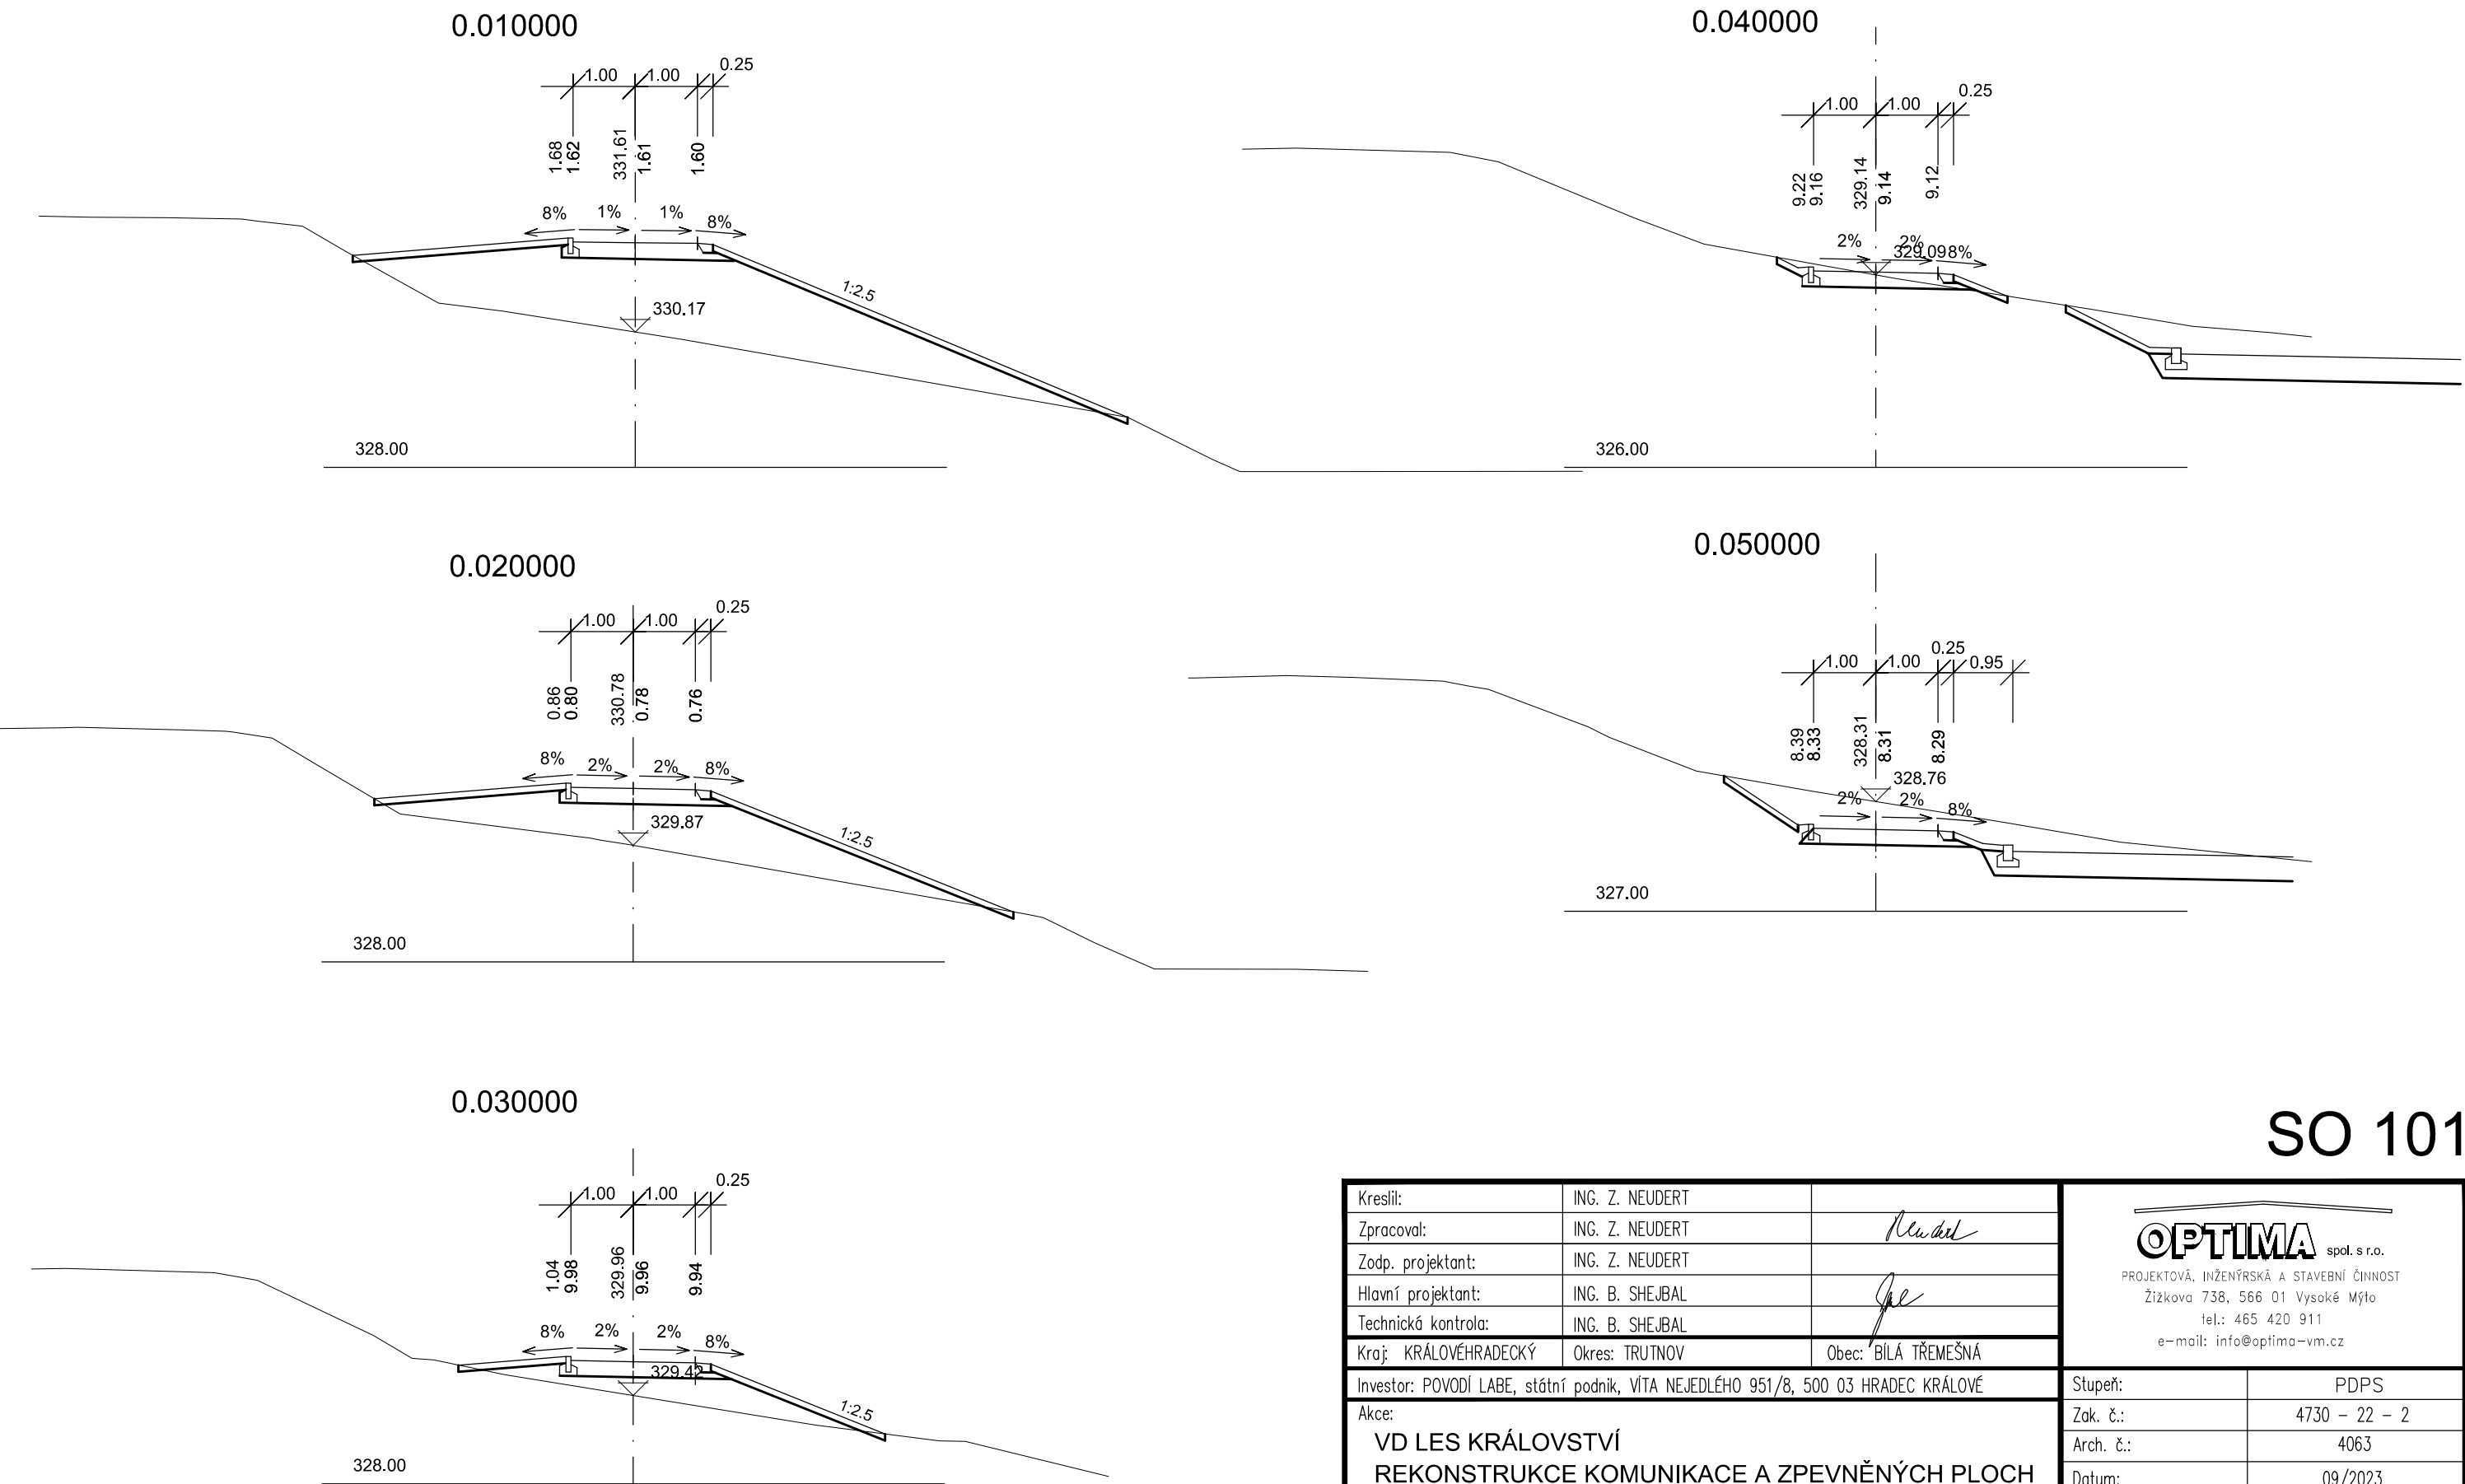 0.010000
1.00 1.00 0.25
1.68
1.62
331.61
1.61
1.60
8% 1% 1% 8%
1:2.5
330.17
328.00
0.040000
1.00 1.00 0.25
9.22
9.16
329.14
9.14
9.12
2% 2% 8%
329.09
326.00
0.020000
1.00 1.00 0.25
0.86
0.80
330.78
0.78
0.76
8% 2% 2% 8%
329.87
1:2.5
328.00
0.050000
1.00 1.00 0.25 0.95
8.39
8.33
328.31
8.31
8.29
328.76
2% 2% 8%
327.00
0.030000
1.00 1.00 0.25
1.04
9.98
329.96
9.96
9.94
8% 2% 2% 8%
329.42
1:2.5
328.00
SO 101
Kreslil: ING. Z. NEUDERT
Zpracoval: ING. Z. NEUDERT Neudert
Zodp. projektant: ING. Z. NEUDERT
Hlavní projektant: ING. B. SHEJBAL
Technická kontrola: ING. B. SHEJBAL
Kraj: KRÁLOVÉHRADECKÝ Okres: TRUTNOV Obec: BÍLÁ TŘEMEŠNÁ
Investor: POVODÍ LABE, státní podnik, VÍTA NEJEDLÉHO 951/8, 500 03 HRADEC KRÁLOVÉ
Akce:
VD LES KRÁLOVSTVÍ
REKONSTRUKCE KOMUNIKACE A ZPEVNĚNÝCH PLOCH
OPTIMA spol. s r.o.
PROJEKTOVÁ, INŽENÝRSKÁ A STAVEBNÍ ČINNOST
Žižkova 738, 566 01 Vysoké Mýto
tel.: 465 420 911
e-mail: info@optima-vm.cz
Stupeň: PDPS
Zak. č.: 4730 - 22 - 2
Arch. č.: 4063
Datum: 09/2023